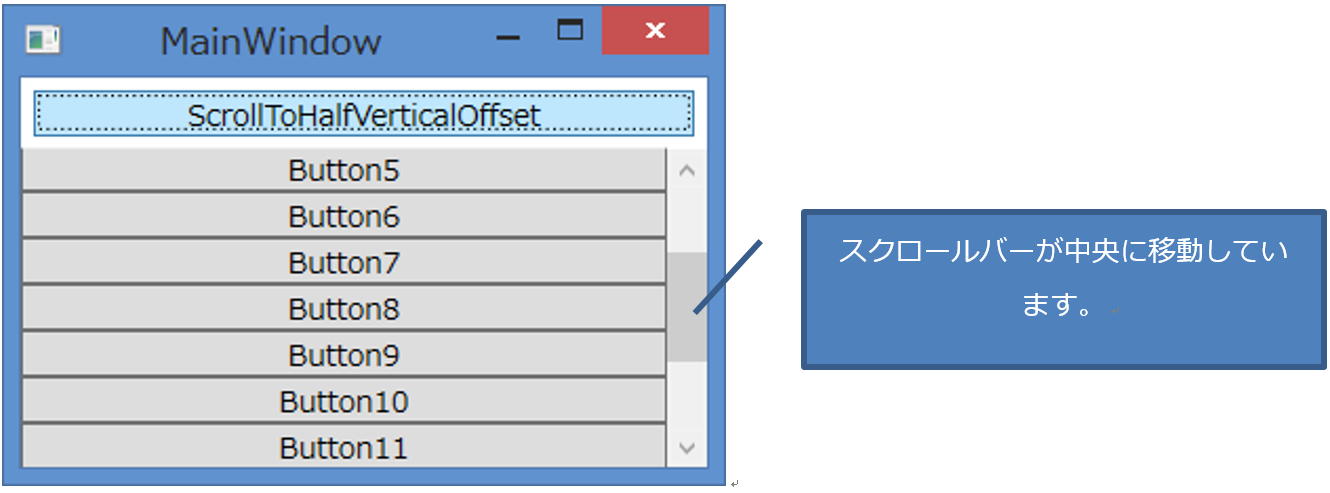 MainWindow
ScrollToHalfVerticalOffset
Button5
Button6
Button7
Button8
Button9
Button10
Button11
スクロールバーが中央に移動してい
ます。